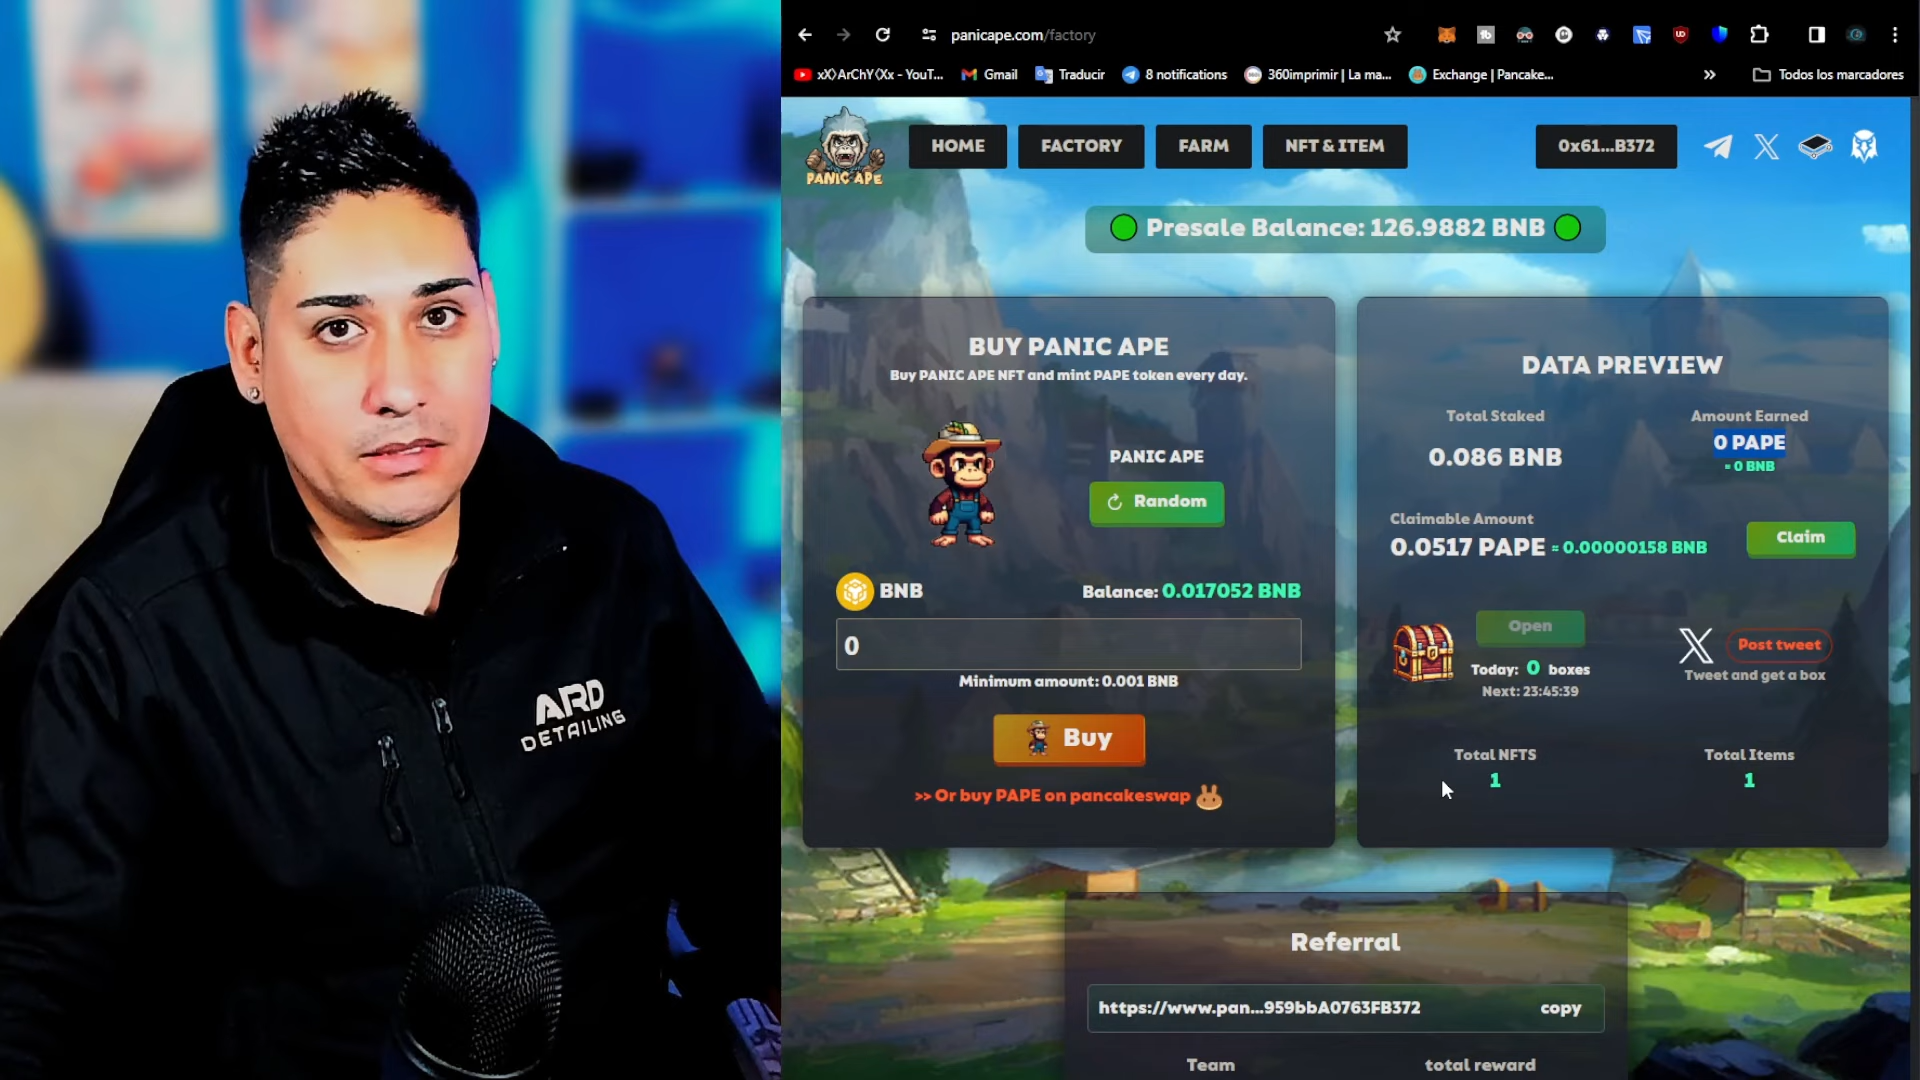 panicape.com/factory
xX)ArChY(Xx - YouT...
Gmail
Traducir
8 notifications
360imprimir | La ma...
Exchange | Pancake...
»
Todos los marcadores
PANIC APE
HOME
FACTORY
FARM
NFT & ITEM
0x61...B372
Presale Balance: 126.9882 BNB
BUY PANIC APE
Buy PANIC APE NFT and mint PAPE token every day.
PANIC APE
Random
BNB
Balance: 0.017052 BNB
0
Minimum amount: 0.001 BNB
Buy
>> Or buy PAPE on pancakeswap
DATA PREVIEW
Total Staked
0.086 BNB
Amount Earned
0 PAPE
≈ 0 BNB
Claimable Amount
0.0517 PAPE ≈ 0.00000158 BNB
Claim
Open
Today: 0 boxes
Next: 23:45:39
Post tweet
Tweet and get a box
Total NFTS
1
Total Items
1
Referral
https://www.pan...959bbA0763FB372
copy
Team
total reward
ARD
DETAILING